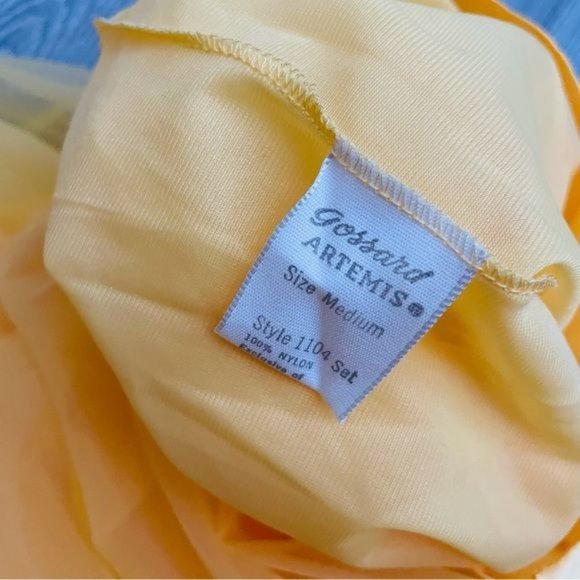 Gossard
ARTEMIS
Size Medium
Style 1104 Set
100% NYLON
Exclusive of